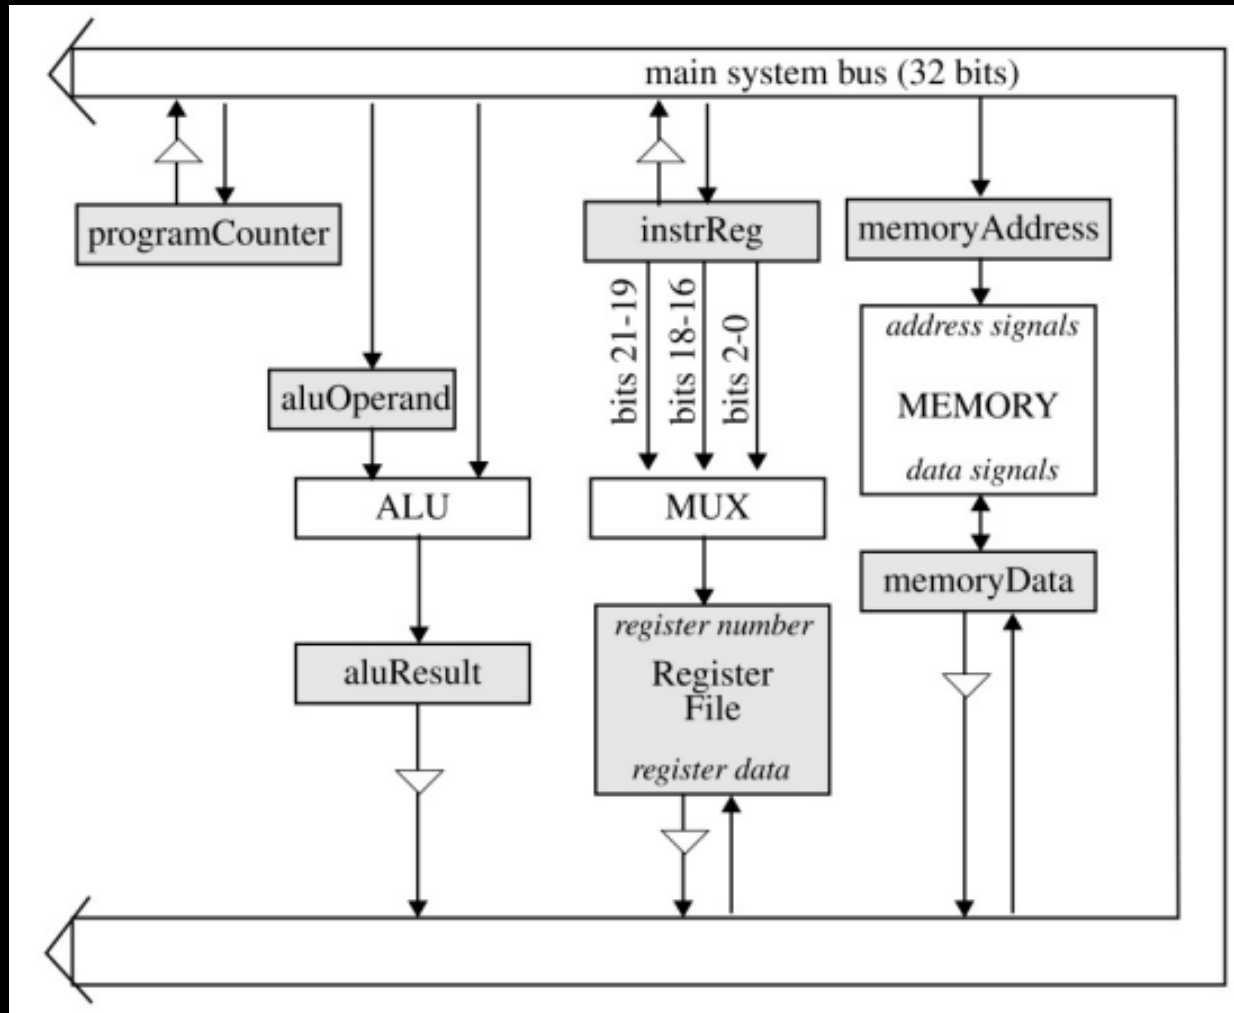 main system bus (32 bits)
programCounter
instrReg
memoryAddress
bits 21-19
bits 18-16
bits 2-0
address signals
MEMORY
data signals
aluOperand
ALU
MUX
memoryData
register number
Register
File
register data
aluResult